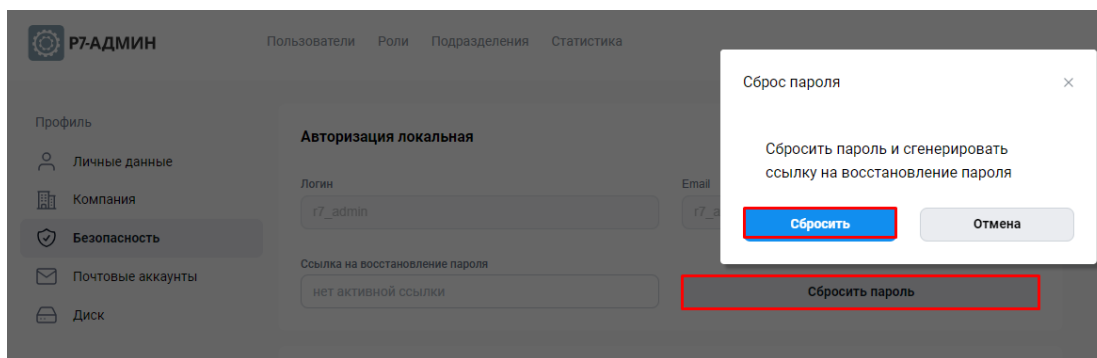 Р7-АДМИН
Пользователи Роли Подразделения Статистика
Сброс пароля
Сбросить пароль и сгенерировать
ссылку на восстановление пароля
Сбросить Отмена
Профиль
Личные данные
Компания
Безопасность
Почтовые аккаунты
Диск
Авторизация локальная
Логин Email
r7_admin r7_a
Ссылка на восстановление пароля
нет активной ссылки Сбросить пароль